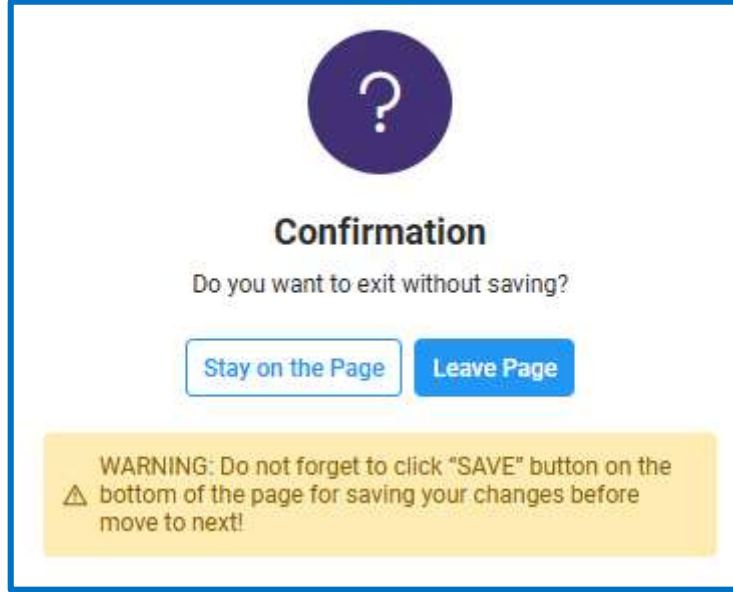 ?
Confirmation
Do you want to exit without saving?
Stay on the Page
Leave Page
WARNING: Do not forget to click “SAVE” button on the
bottom of the page for saving your changes before
move to next!